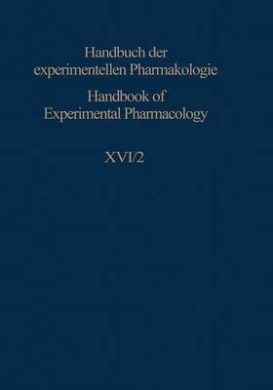 Handbuch der
experimentellen Pharmakologie
Handbook of
Experimental Pharmacology
XVI/2